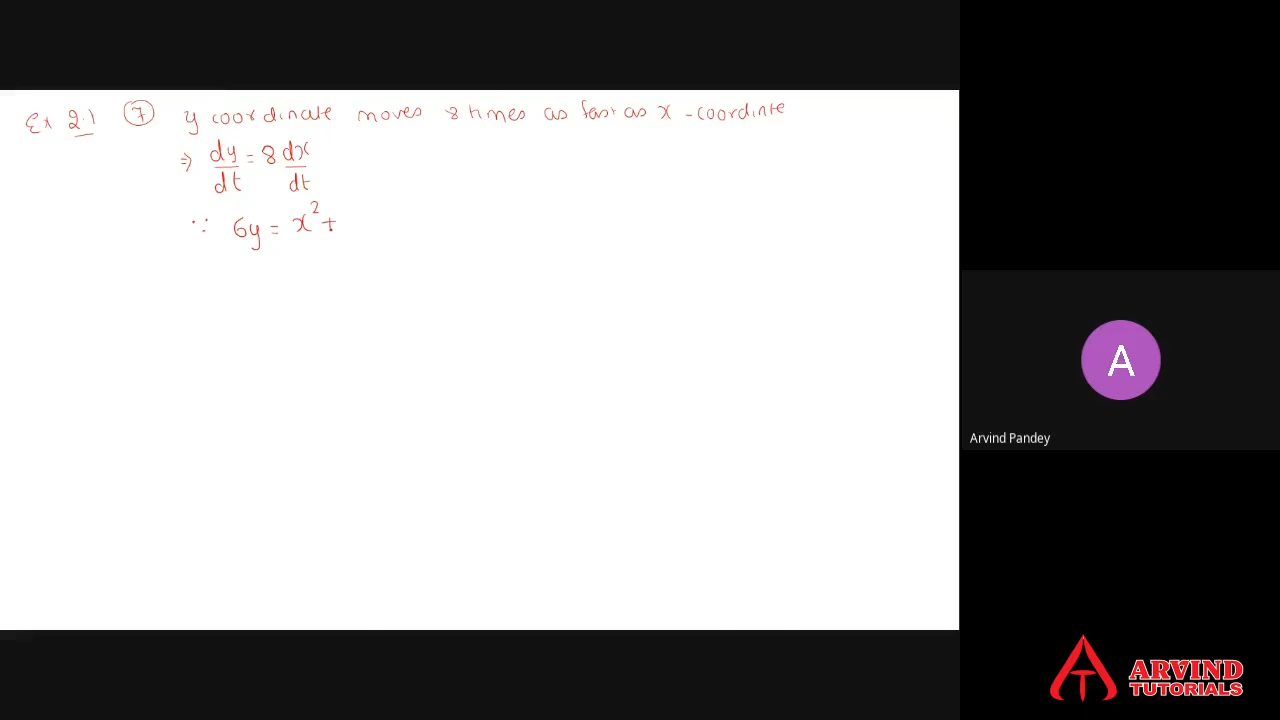 Ex 2.1 ⑦ y coordinate moves 8 times as fast as x -coordinte
⇒ dy/dt = 8 dx/dt
∵ 6y = x² +
A
Arvind Pandey
ARVIND
TUTORIALS